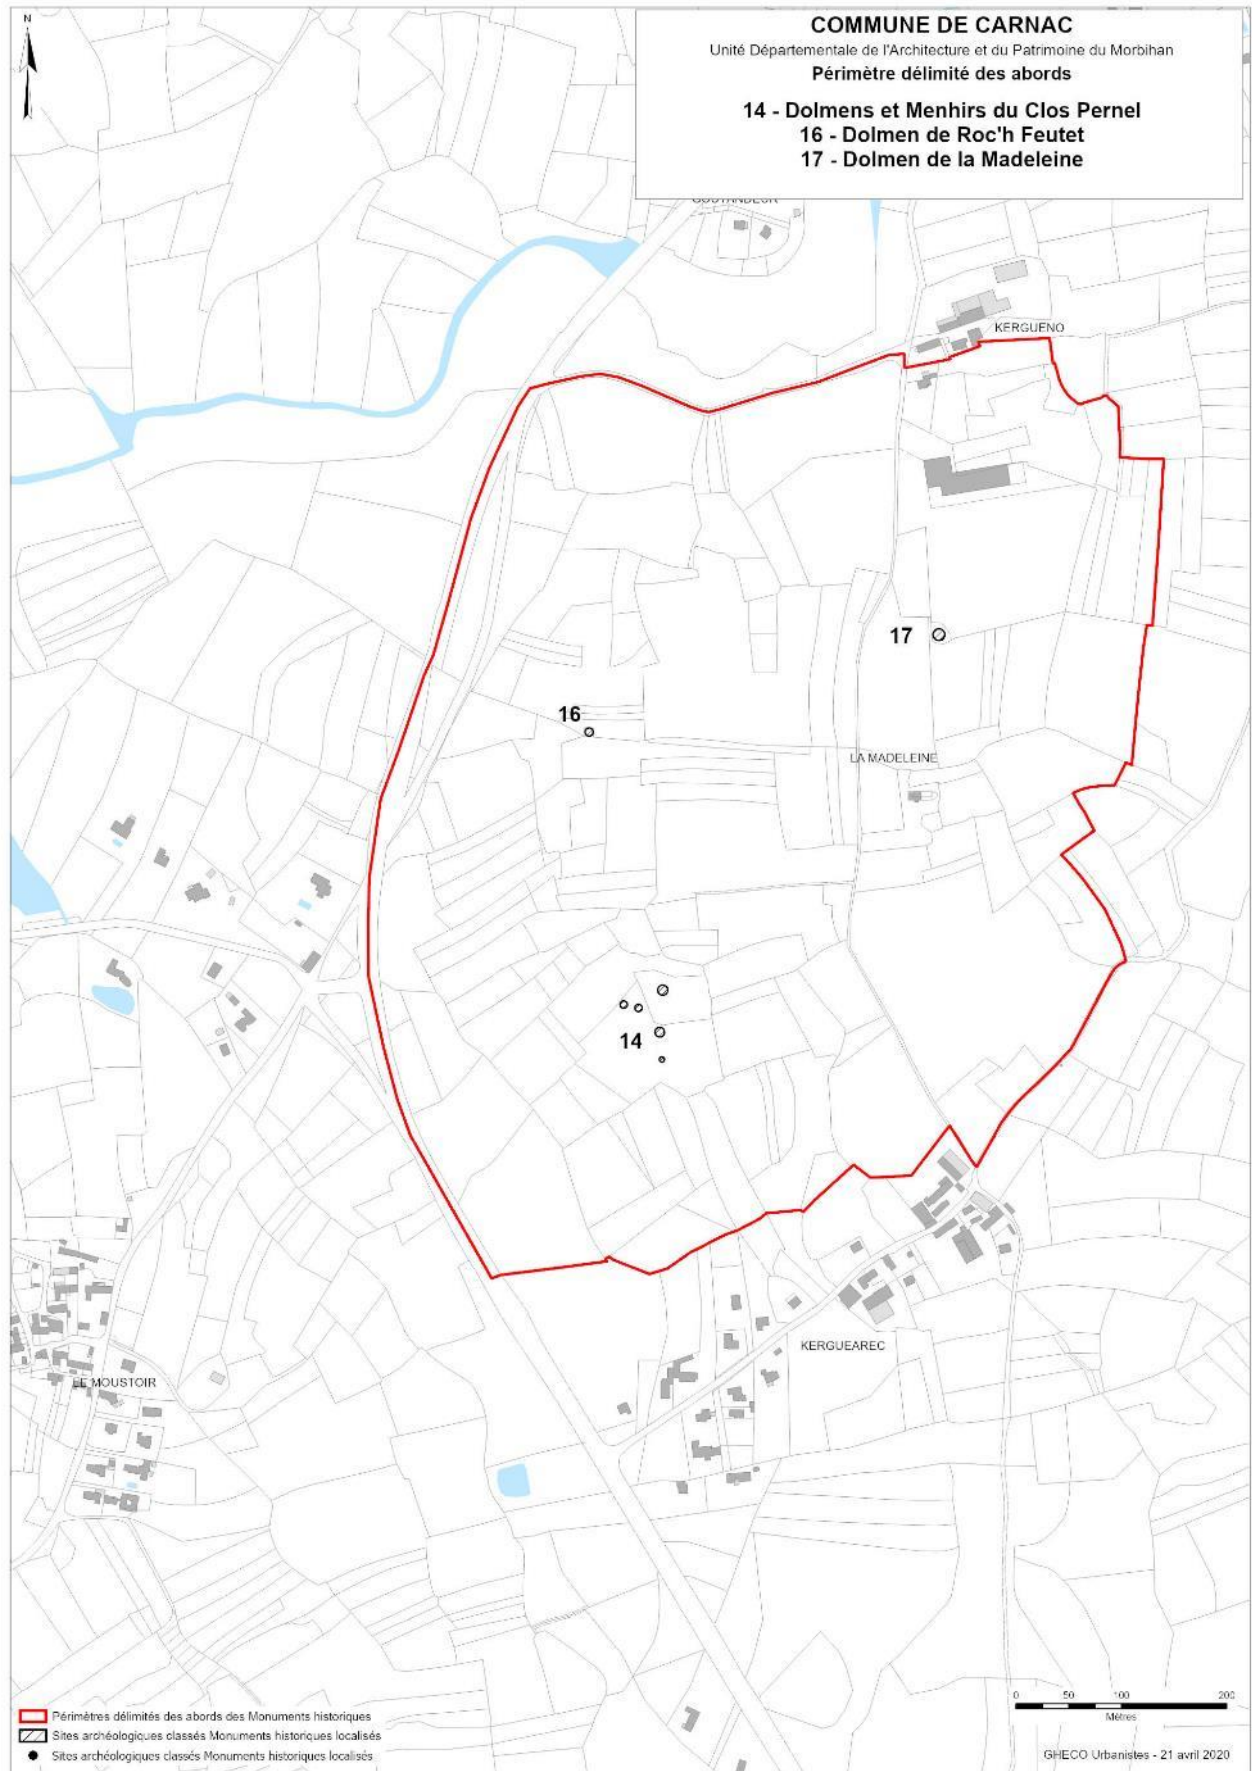 N
COMMUNE DE CARNAC
Unité Départementale de l'Architecture et du Patrimoine du Morbihan
Périmètre délimité des abords
14 - Dolmens et Menhirs du Clos Pernel
16 - Dolmen de Roc'h Feutet
17 - Dolmen de la Madeleine
KERGUENO
17
16
LA MADELEINE
14
KERGUEAREC
LE MOUSTOIR
Périmètres délimités des abords des Monuments historiques
Sites archéologiques classés Monuments historiques localisés
Sites archéologiques classés Monuments historiques localisés
0 50 100 200
Mètres
GHECO Urbanistes - 21 avril 2020